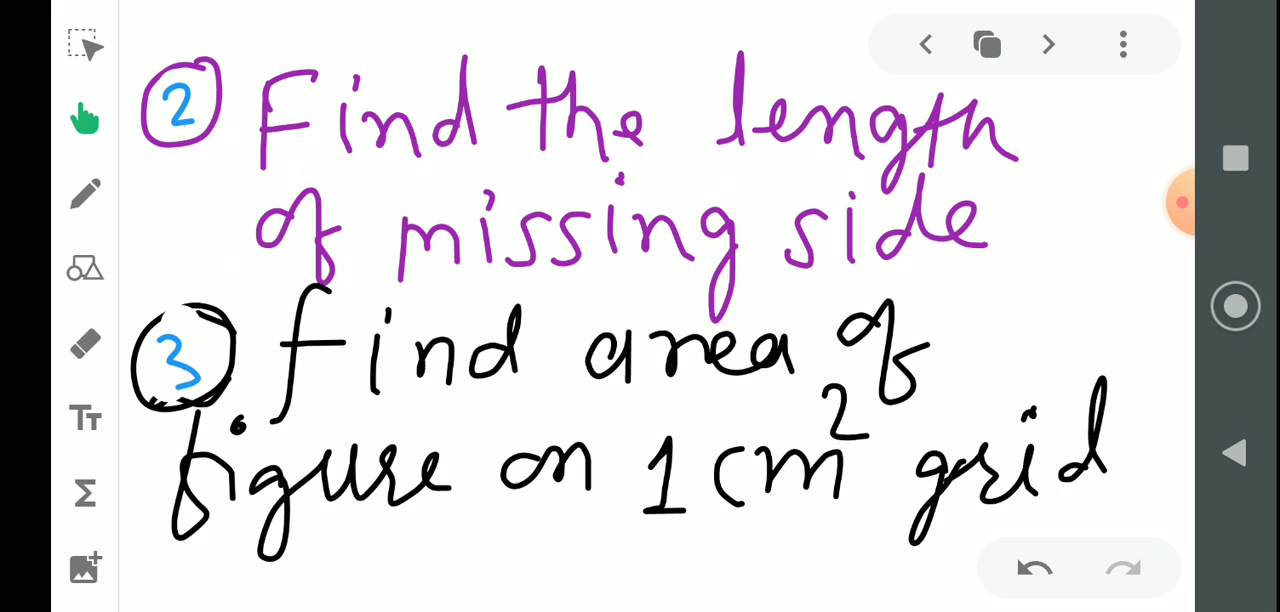 2 Find the length
of missing side
3 find area of
figure on 1 cm² grid